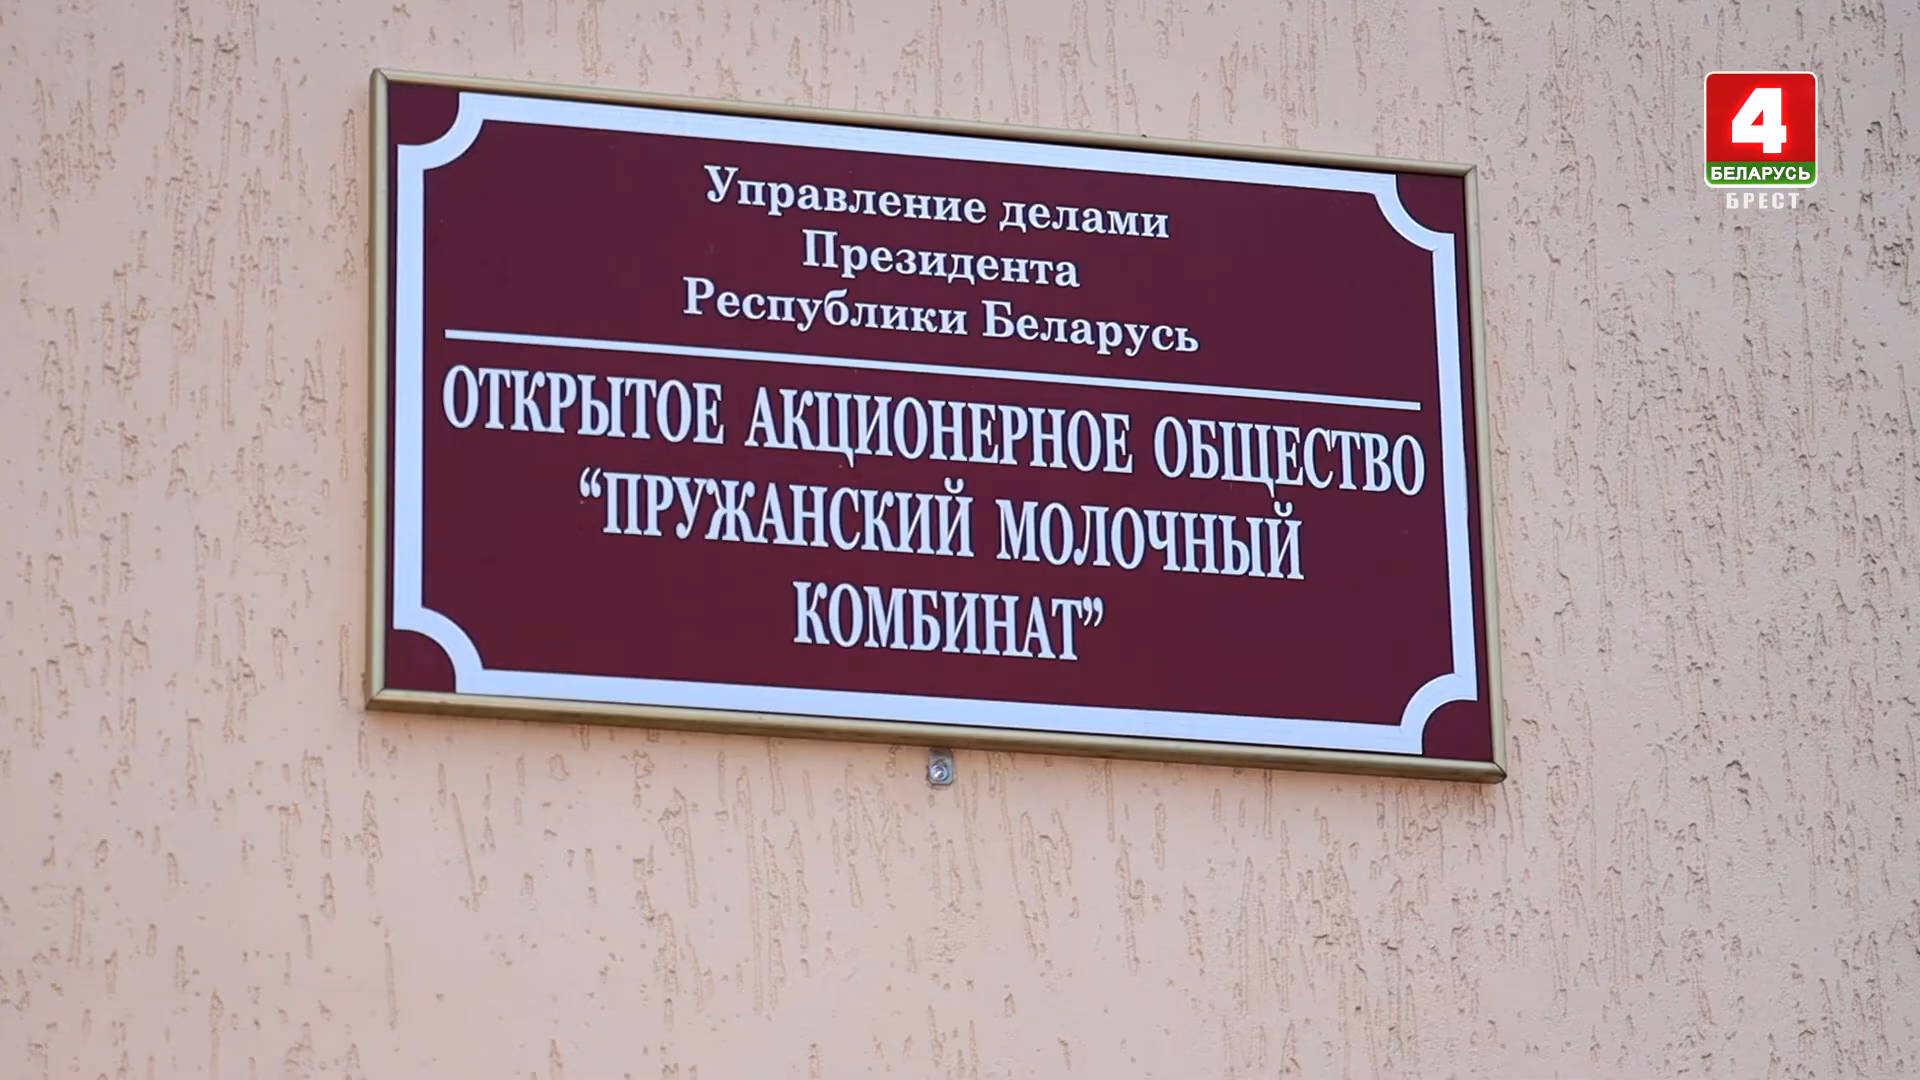 4
БЕЛАРУСЬ
БРЕСТ
Управление делами
Президента
Республики Беларусь
ОТКРЫТОЕ АКЦИОНЕРНОЕ ОБЩЕСТВО
“ПРУЖАНСКИЙ МОЛОЧНЫЙ
КОМБИНАТ”